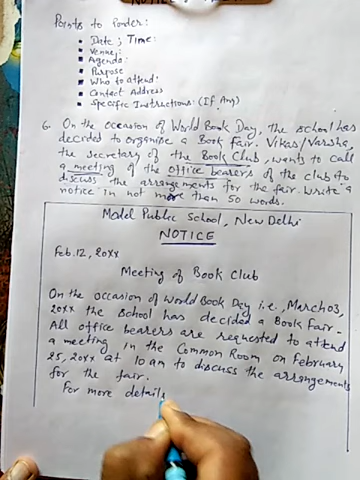 Points to Ponder:
▪ Date; Time:
▪ Venue:
▪ Agenda:
▪ Purpose
▪ Who to attend:
▪ Contact Address
▪ Specific Instructions: (If Any)
6. On the occasion of World Book Day, the school has
decided to organise a Book fair. Vikas/Varsha,
the secretary of the Book Club, wants to call
a meeting of the office bearers of the club to
discuss the arrangements for the fair. Write a
notice in not more than 50 words.
Model Public School, New Delhi
NOTICE
Feb. 12, 20xx
Meeting of Book Club
On the occasion of World Book Day i.e., March 03,
20xx the school has decided a Book Fair.
All office bearers are requested to attend
a meeting in the Common Room on February
25, 20xx at 10 am to discuss the arrangements
for the fair.
For more details